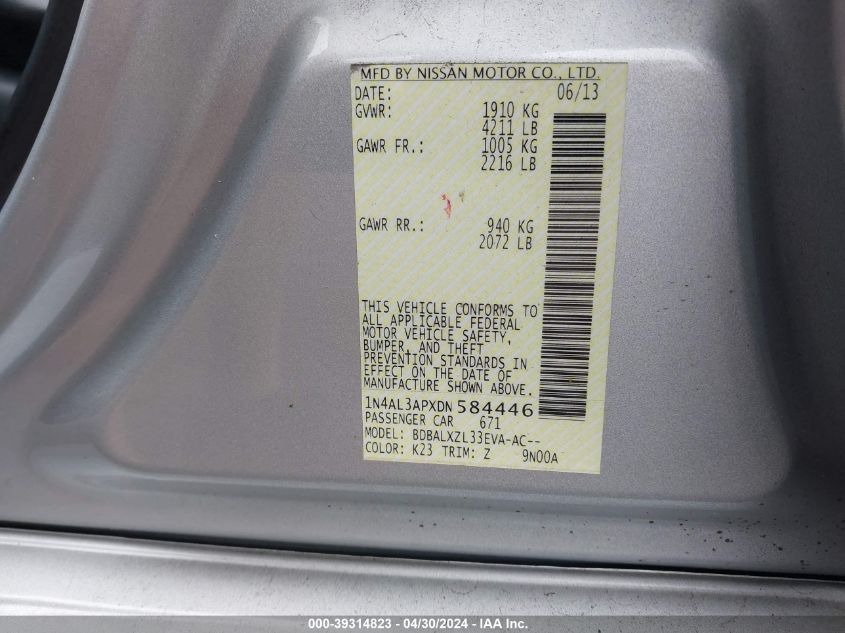 MFD BY NISSAN MOTOR CO., LTD.
DATE: 06/13
GVWR: 1910 KG
4211 LB
GAWR FR.: 1005 KG
2216 LB
GAWR RR.: 940 KG
2072 LB
THIS VEHICLE CONFORMS TO
ALL APPLICABLE FEDERAL
MOTOR VEHICLE SAFETY,
BUMPER, AND THEFT
PREVENTION STANDARDS IN
EFFECT ON THE DATE OF
MANUFACTURE SHOWN ABOVE.
1N4AL3APXDN584446
PASSENGER CAR 671
MODEL: BDBALXZL33EVA-AC--
COLOR: K23 TRIM: Z 9N00A
000-39314823 - 04/30/2024 - IAA Inc.